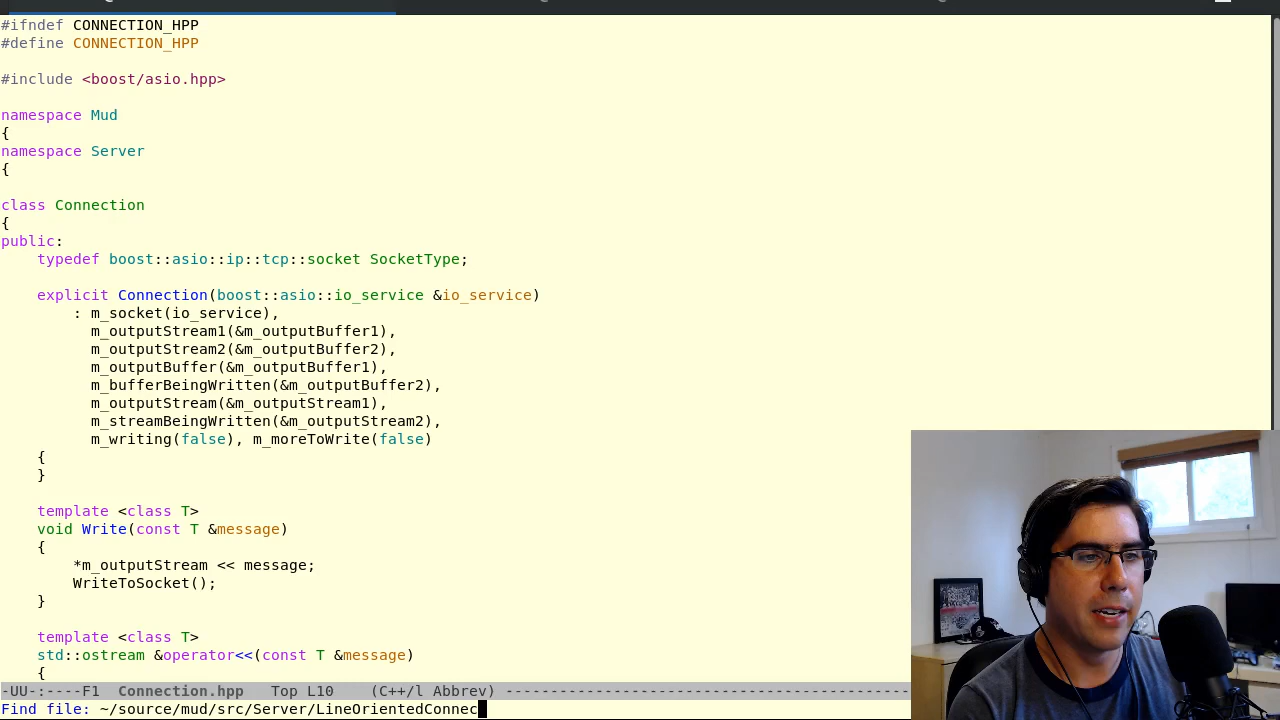 #ifndef CONNECTION_HPP
#define CONNECTION_HPP

#include <boost/asio.hpp>

namespace Mud
{
namespace Server
{

class Connection
{
public:
    typedef boost::asio::ip::tcp::socket SocketType;

    explicit Connection(boost::asio::io_service &io_service)
        : m_socket(io_service),
          m_outputStream1(&m_outputBuffer1),
          m_outputStream2(&m_outputBuffer2),
          m_outputBuffer(&m_outputBuffer1),
          m_bufferBeingWritten(&m_outputBuffer2),
          m_outputStream(&m_outputStream1),
          m_streamBeingWritten(&m_outputStream2),
          m_writing(false), m_moreToWrite(false)
    {
    }

    template <class T>
    void Write(const T &message)
    {
        *m_outputStream << message;
        WriteToSocket();
    }

    template <class T>
    std::ostream &operator<<(const T &message)
    {
-UU-:----F1  Connection.hpp   Top L10    (C++/l Abbrev) ---------------------------------------------
Find file: ~/source/mud/src/Server/LineOrientedConnec